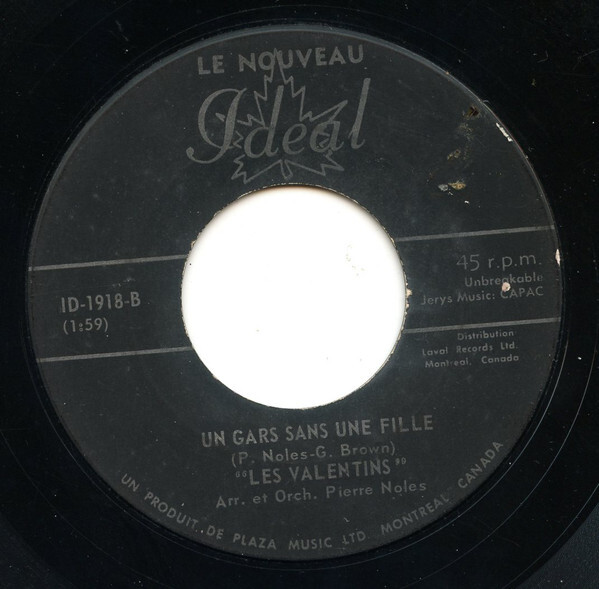 LE NOUVEAU
Ideal
45 r.p.m.
Unbreakable
Jerys Music: CAPAC
ID-1918-B
(1:59)
Distribution
Laval Records Ltd.
Montreal, Canada
UN GARS SANS UNE FILLE
(P. Noles-G. Brown)
"LES VALENTINS"
Arr. et Orch. Pierre Noles
UN PRODUIT DE PLAZA MUSIC LTD MONTREAL CANADA